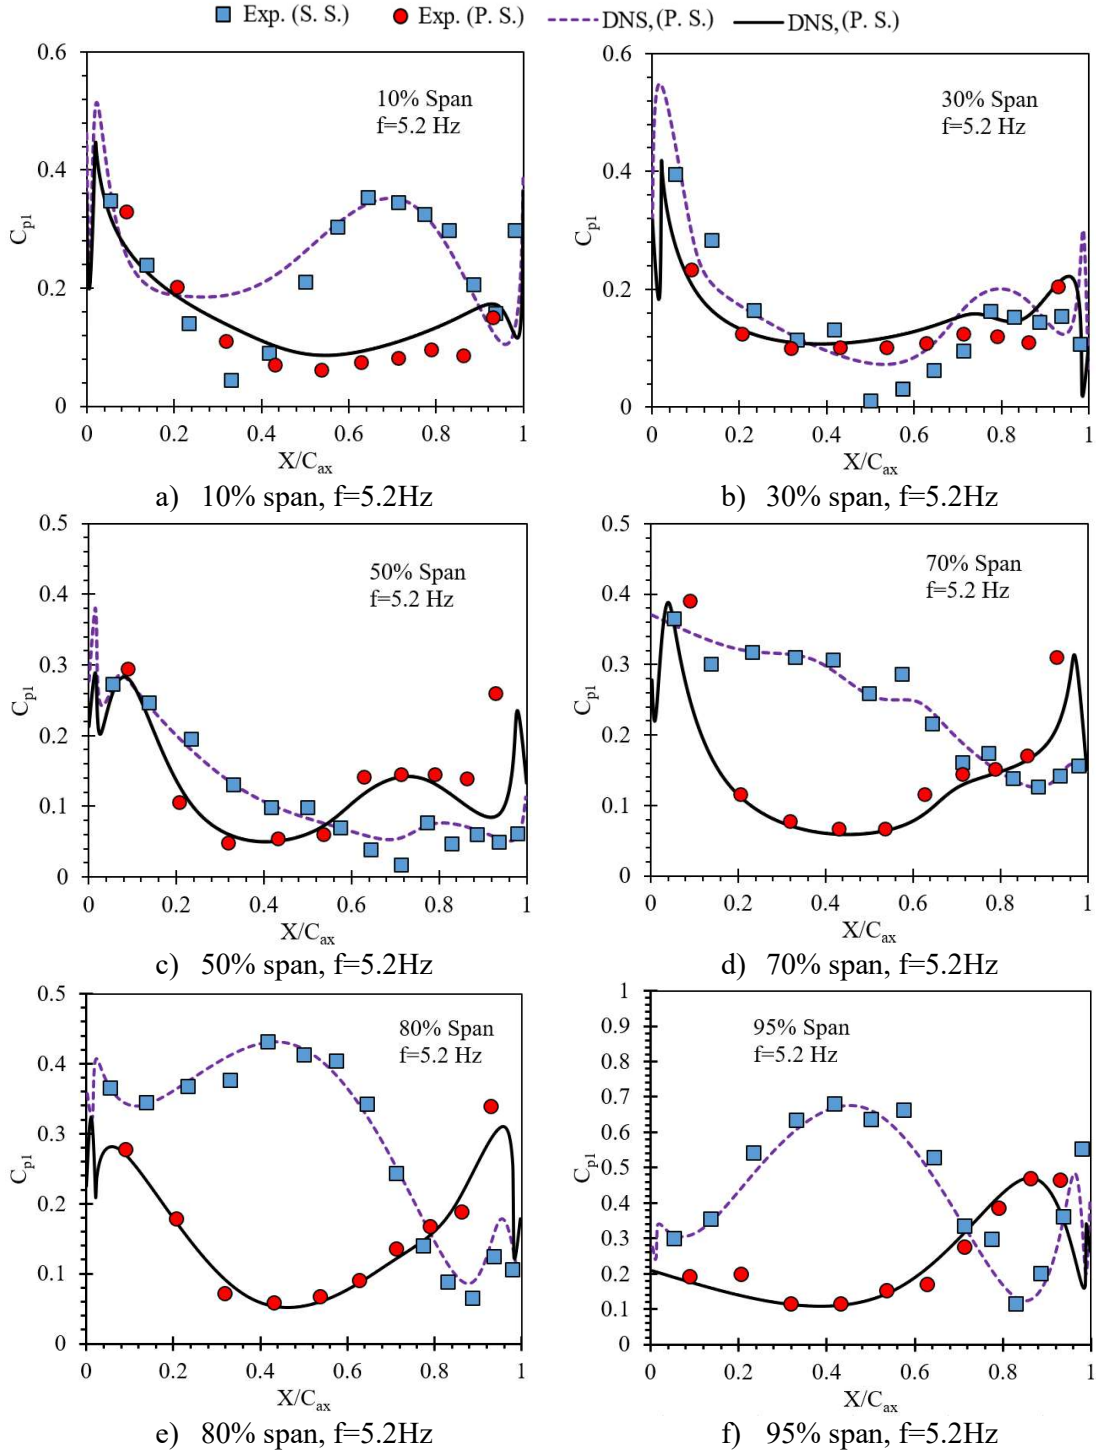 Exp. (S. S.) Exp. (P. S.) DNS, (P. S.) DNS, (P. S.)
0.6
0.4
0.2
0
C_p1
10% Span
f=5.2 Hz
0 0.2 0.4 0.6 0.8 1
X/C_ax
a) 10% span, f=5.2Hz
0.6
0.4
0.2
0
C_p1
30% Span
f=5.2 Hz
0 0.2 0.4 0.6 0.8 1
X/C_ax
b) 30% span, f=5.2Hz
0.5
0.4
0.3
0.2
0.1
0
C_p1
50% Span
f=5.2 Hz
0 0.2 0.4 0.6 0.8 1
X/C_ax
c) 50% span, f=5.2Hz
0.5
0.4
0.3
0.2
0.1
0
C_p1
70% Span
f=5.2 Hz
0 0.2 0.4 0.6 0.8 1
X/C_ax
d) 70% span, f=5.2Hz
0.5
0.4
0.3
0.2
0.1
0
C_p1
80% Span
f=5.2 Hz
0 0.2 0.4 0.6 0.8 1
X/C_ax
e) 80% span, f=5.2Hz
1
0.9
0.8
0.7
0.6
0.5
0.4
0.3
0.2
0.1
0
C_p1
95% Span
f=5.2 Hz
0 0.2 0.4 0.6 0.8 1
X/C_ax
f) 95% span, f=5.2Hz